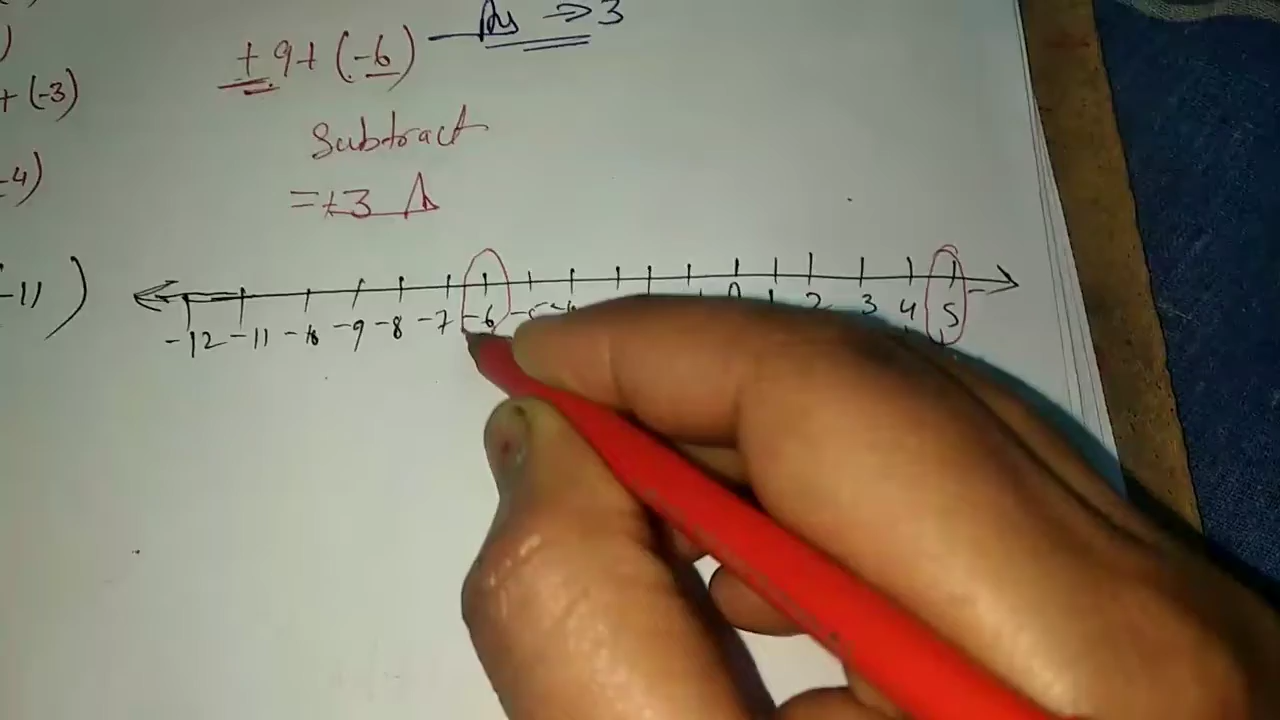 Ans ⇒ 3
+9+(-6)
+(-3)
Subtract
-4)
=+3 A
-11)
-12 -11 -10 -9 -8 -7 -6 -5 0 1 2 3 4 5